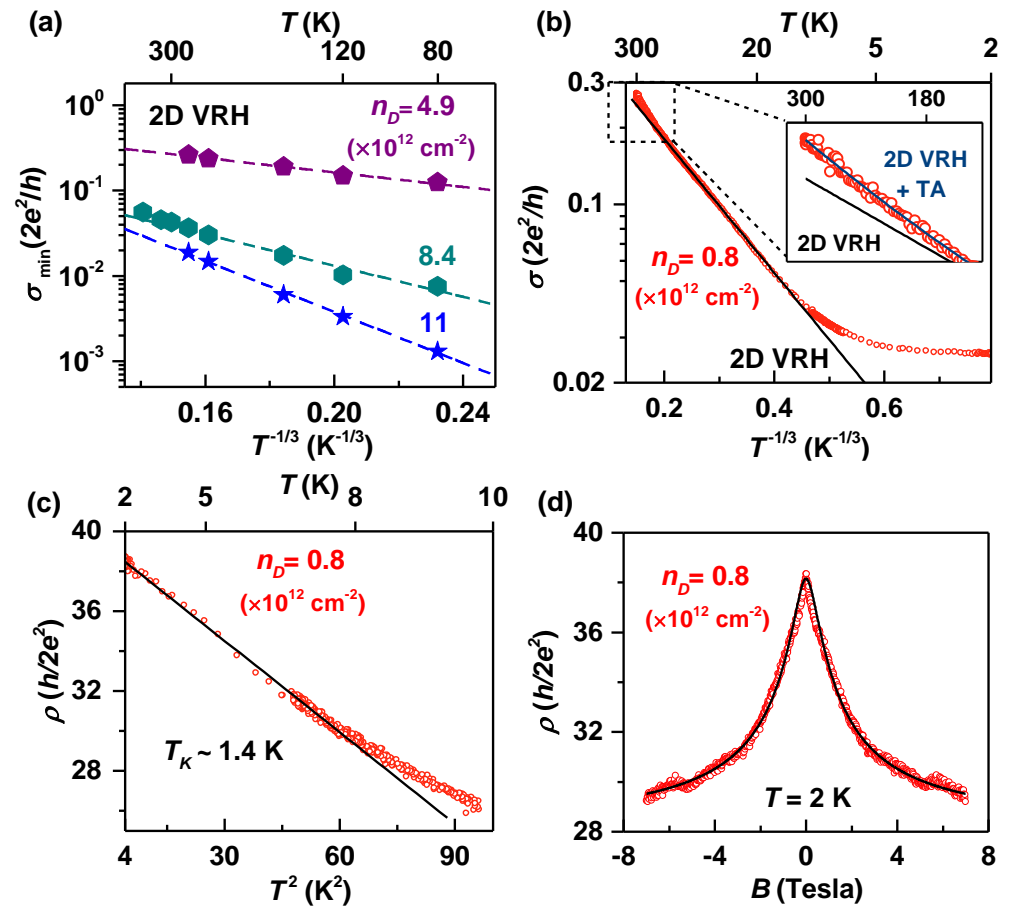 (a)
T (K)
300 120 80
10⁰
10⁻¹
10⁻²
10⁻³
σmin (2e²/h)
2D VRH
n_D = 4.9
(×10¹² cm⁻²)
8.4
11
0.16 0.20 0.24
T⁻¹/³ (K⁻¹/³)
(b)
T (K)
300 20 5 2
0.3
0.1
0.02
σ (2e²/h)
300 180
2D VRH
+ TA
2D VRH
n_D = 0.8
(×10¹² cm⁻²)
2D VRH
0.2 0.4 0.6
T⁻¹/³ (K⁻¹/³)
(c)
T (K)
2 5 8 10
40
36
32
28
ρ (h/2e²)
n_D = 0.8
(×10¹² cm⁻²)
T_K ~ 1.4 K
4 30 60 90
T² (K²)
(d)
40
36
32
28
ρ (h/2e²)
n_D = 0.8
(×10¹² cm⁻²)
T = 2 K
-8 -4 0 4 8
B (Tesla)